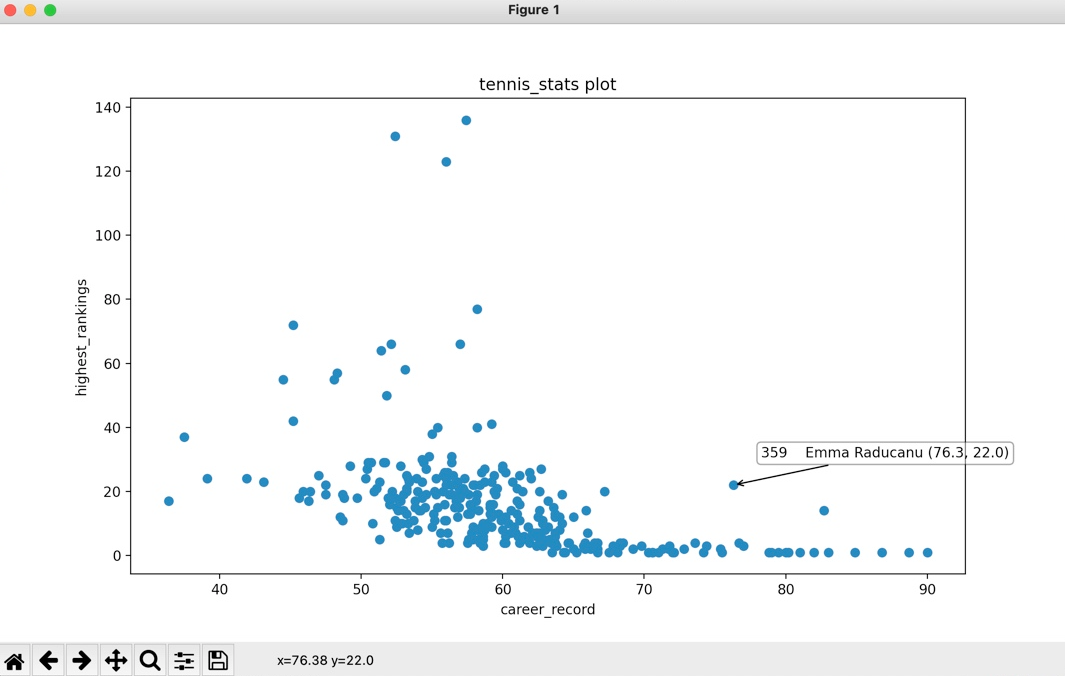 Figure 1
tennis_stats plot
140
120
100
80
60
40
20
0
highest_rankings
359 Emma Raducanu (76.3, 22.0)
40 50 60 70 80 90
career_record
x=76.38 y=22.0